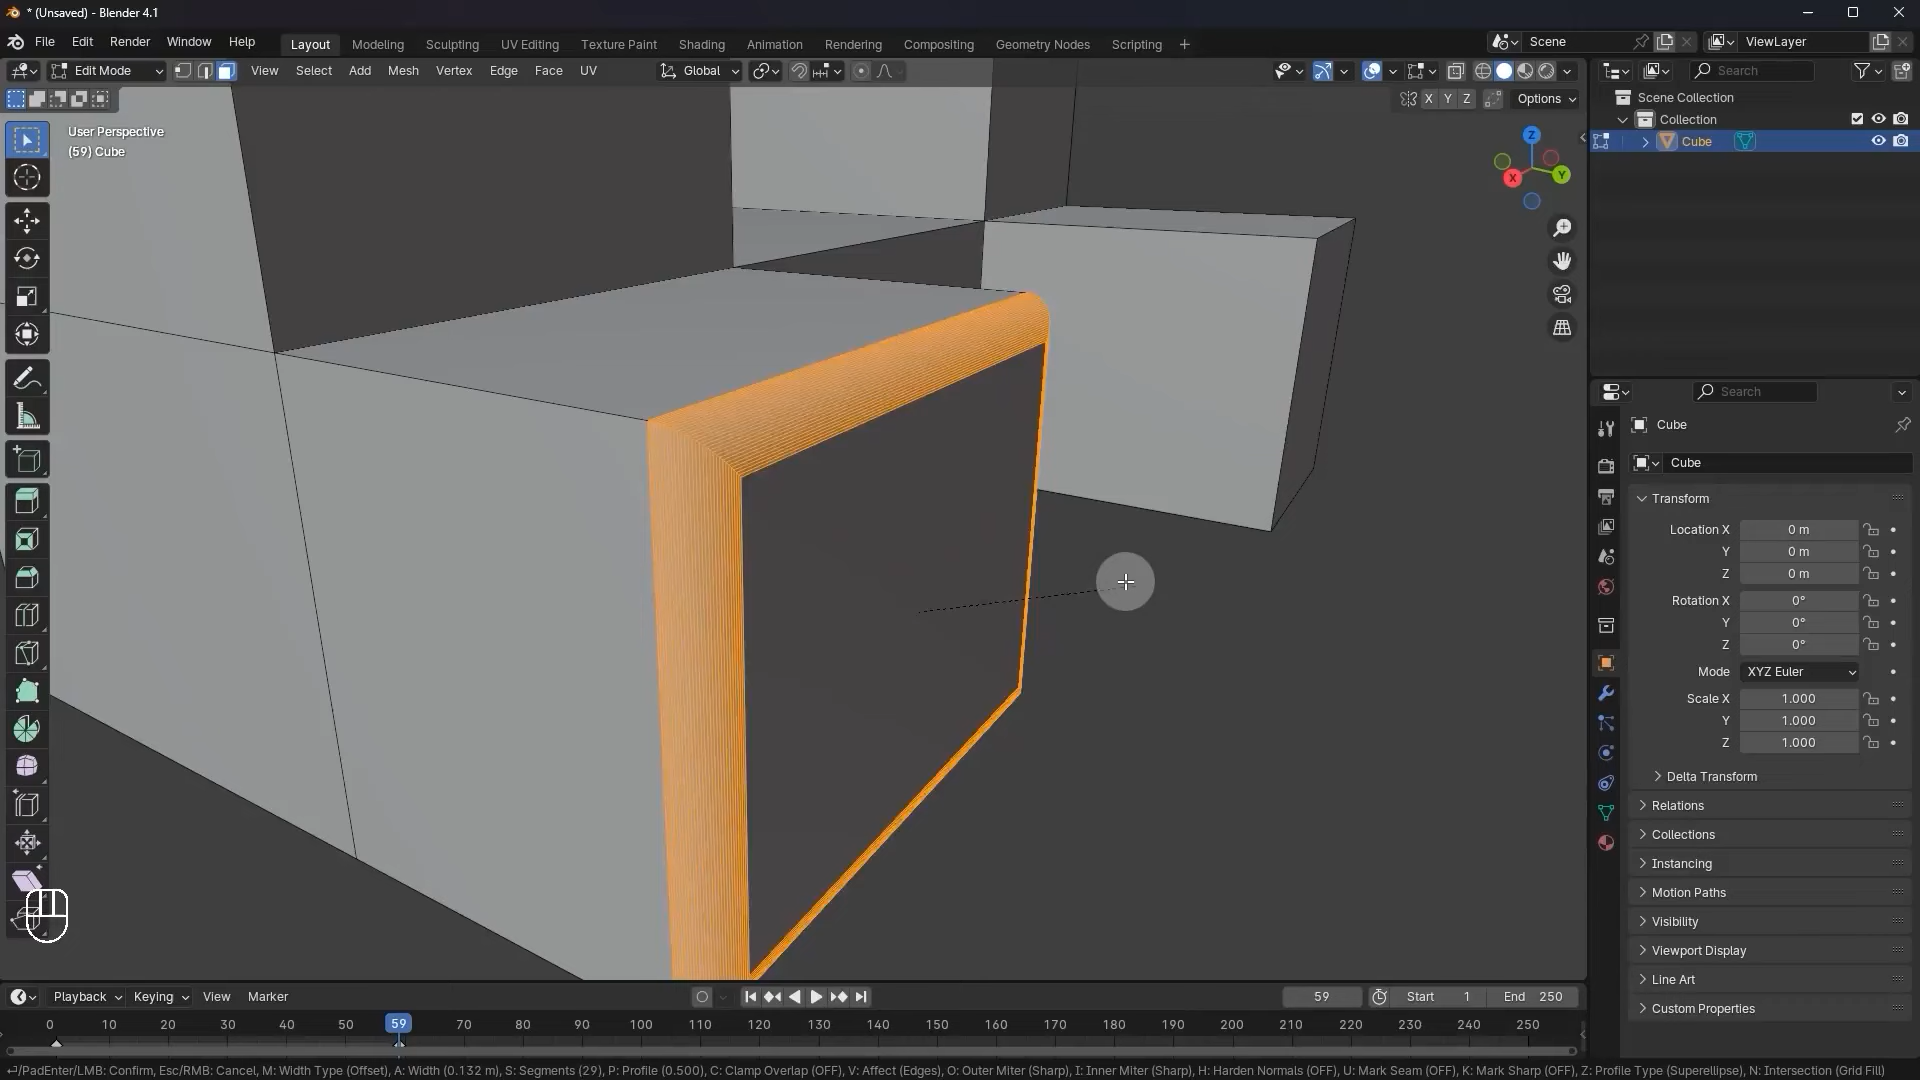 * (Unsaved) - Blender 4.1
File Edit Render Window Help Layout Modeling Sculpting UV Editing Texture Paint Shading Animation Rendering Compositing Geometry Nodes Scripting + Scene ViewLayer
Edit Mode View Select Add Mesh Vertex Edge Face UV Global Search
X Y Z Options
User Perspective
(59) Cube
Z
X
Y
Scene Collection
Collection
Cube
Search
Cube
Cube
Transform
Location X 0 m
Y 0 m
Z 0 m
Rotation X 0°
Y 0°
Z 0°
Mode XYZ Euler
Scale X 1.000
Y 1.000
Z 1.000
Delta Transform
Relations
Collections
Instancing
Motion Paths
Visibility
Viewport Display
Line Art
Custom Properties
Playback Keying View Marker 59 Start 1 End 250
0 10 20 30 40 50 59 70 80 90 100 110 120 130 140 150 160 170 180 190 200 210 220 230 240 250
⏎/PadEnter/LMB: Confirm, Esc/RMB: Cancel, M: Width Type (Offset), A: Width (0.132 m), S: Segments (29), P: Profile (0.500), C: Clamp Overlap (OFF), V: Affect (Edges), O: Outer Miter (Sharp), I: Inner Miter (Sharp), H: Harden Normals (OFF), U: Mark Seam (OFF), K: Mark Sharp (OFF), Z: Profile Type (Superellipse), N: Intersection (Grid Fill)